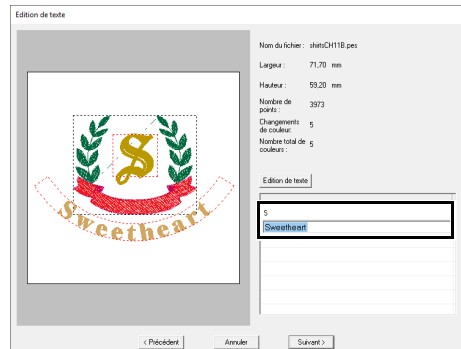 Edition de texte
Nom du fichier : shirtsCH11B.pes
Largeur : 71,70 mm
Hauteur : 59,20 mm
Nombre de points : 3973
Changements de couleur: 5
Nombre total de couleurs : 5
Edition de texte
S
Sweetheart
S
Sweetheart
< Précédent
Annuler
Suivant >